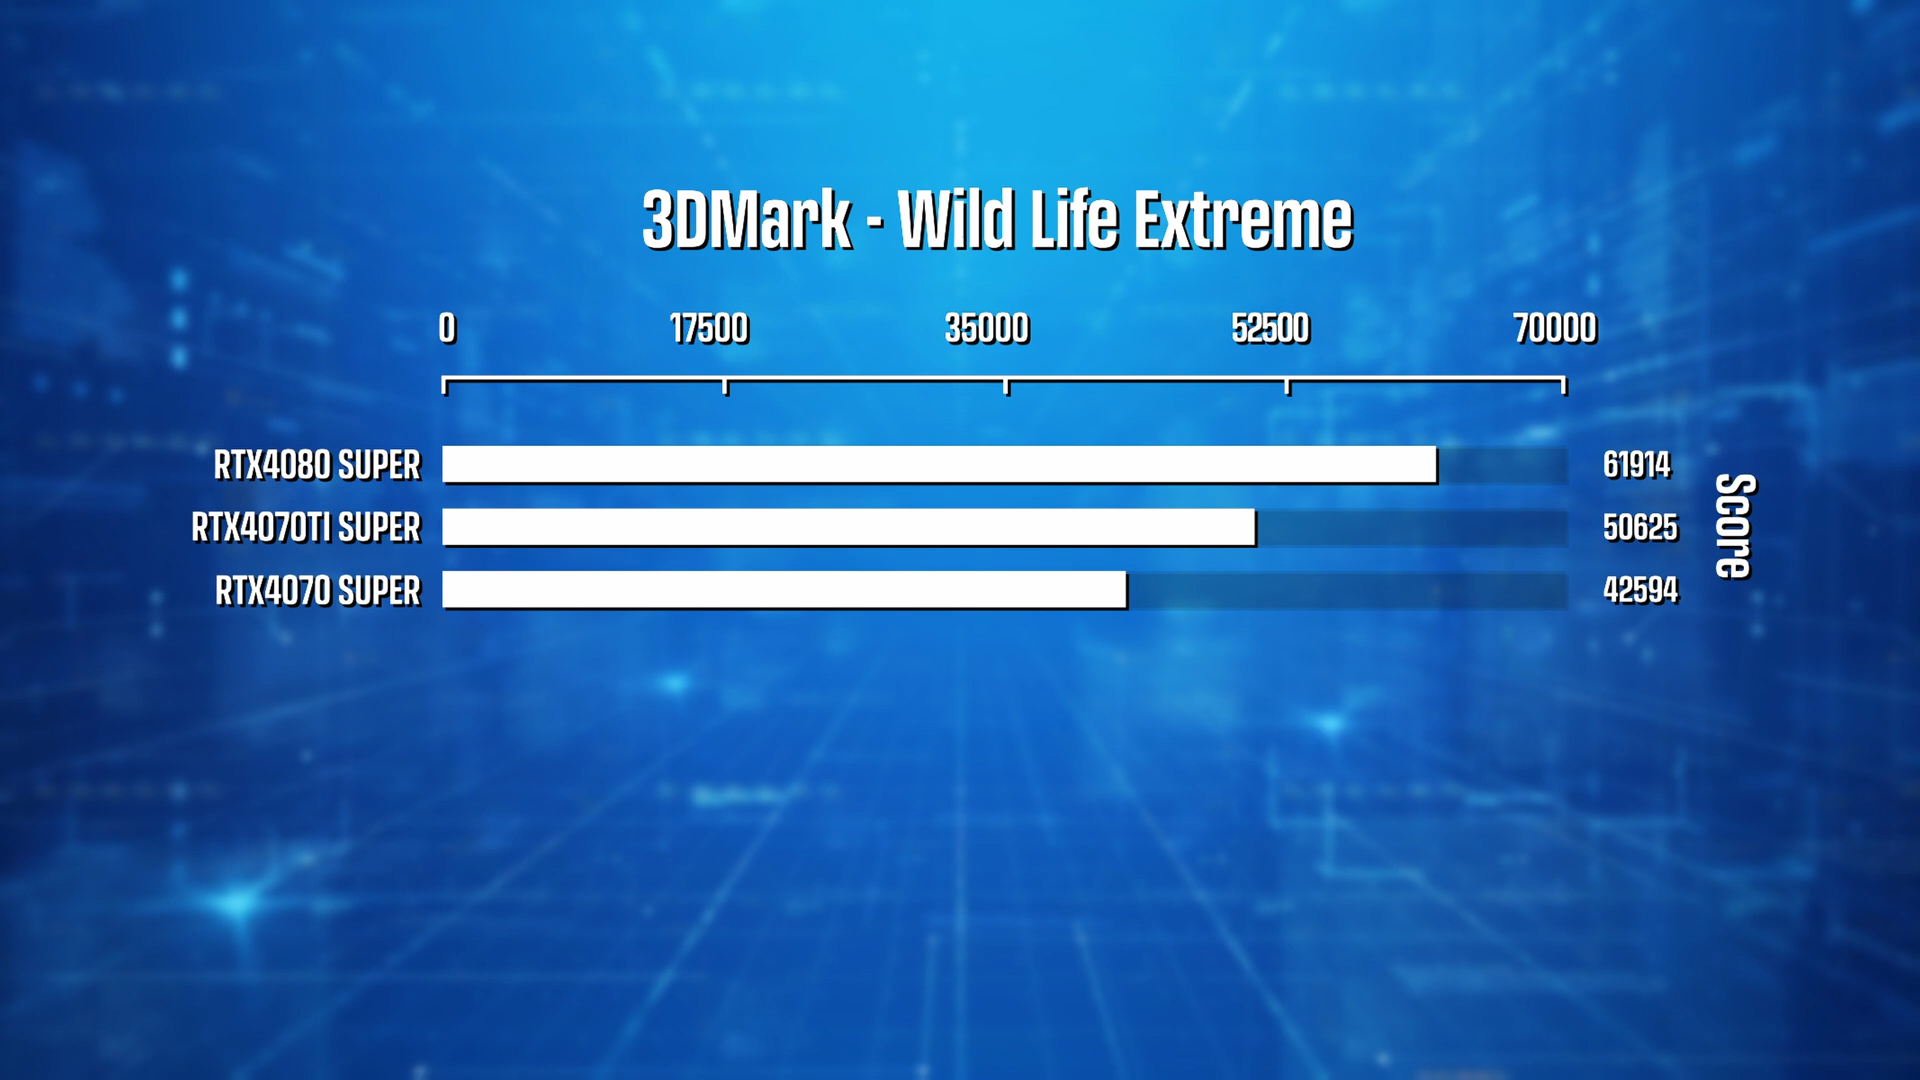 3DMark - Wild Life Extreme
0 17500 35000 52500 70000
RTX4080 SUPER 61914
RTX4070TI SUPER 50625
RTX4070 SUPER 42594
Score